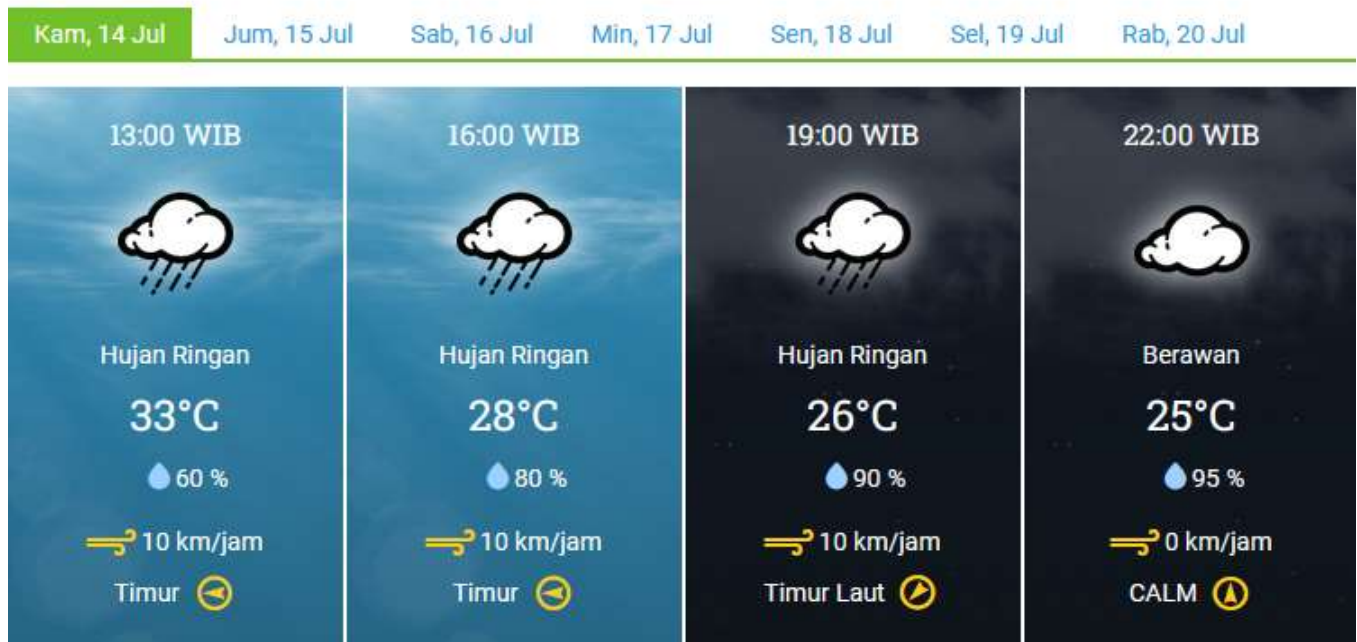 Kam, 14 Jul Jum, 15 Jul Sab, 16 Jul Min, 17 Jul Sen, 18 Jul Sel, 19 Jul Rab, 20 Jul
13:00 WIB
Hujan Ringan
33°C
60 %
10 km/jam
Timur
16:00 WIB
Hujan Ringan
28°C
80 %
10 km/jam
Timur
19:00 WIB
Hujan Ringan
26°C
90 %
10 km/jam
Timur Laut
22:00 WIB
Berawan
25°C
95 %
0 km/jam
CALM